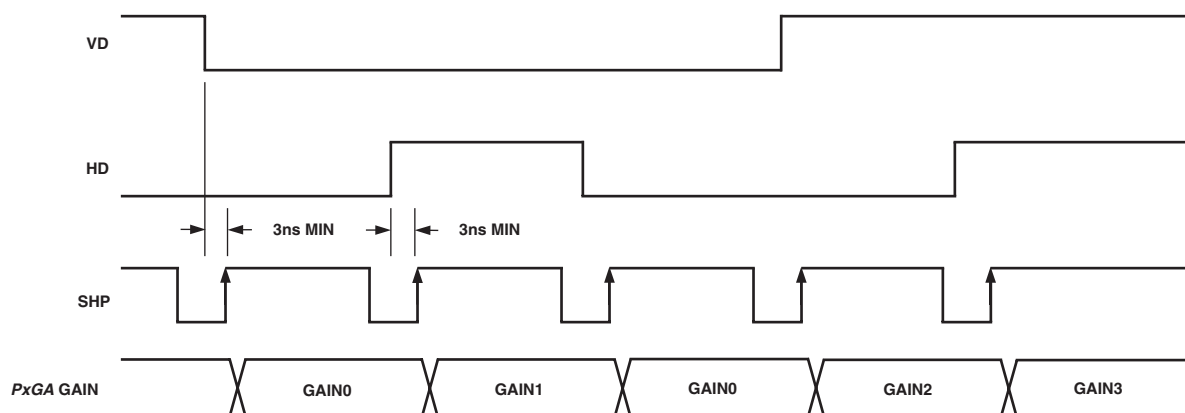 VD
HD
3ns MIN 3ns MIN
SHP
PxGA GAIN GAIN0 GAIN1 GAIN0 GAIN2 GAIN3